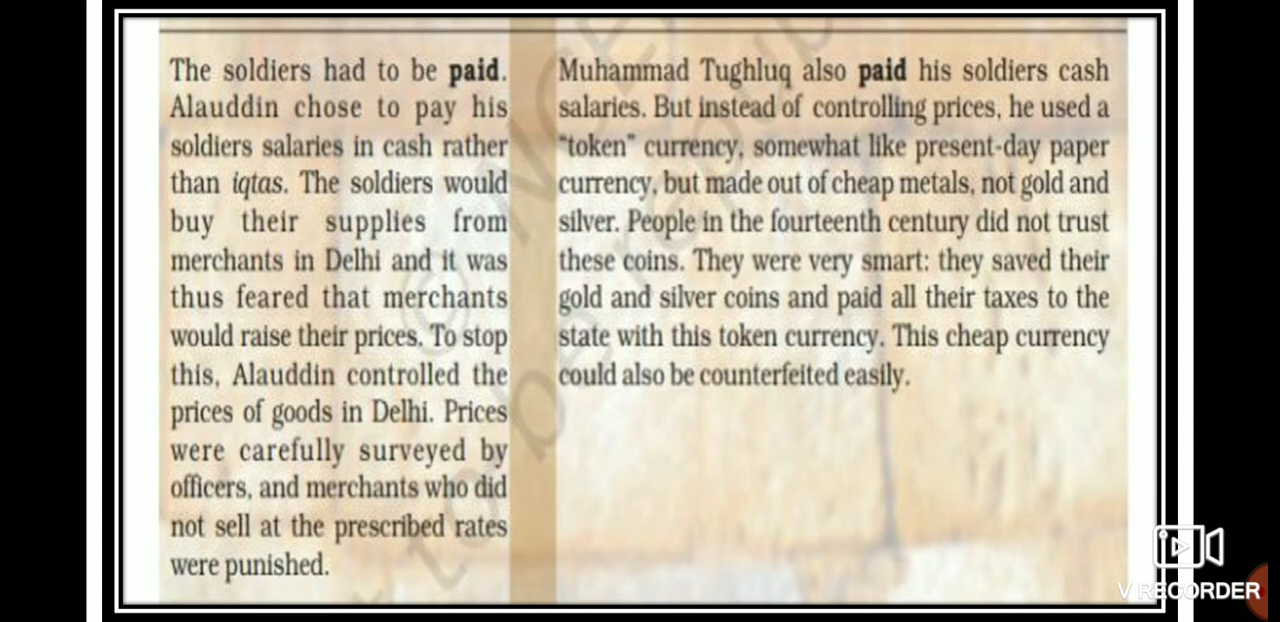 The soldiers had to be paid.
Alauddin chose to pay his
soldiers salaries in cash rather
than iqtas. The soldiers would
buy their supplies from
merchants in Delhi and it was
thus feared that merchants
would raise their prices. To stop
this, Alauddin controlled the
prices of goods in Delhi. Prices
were carefully surveyed by
officers, and merchants who did
not sell at the prescribed rates
were punished.
Muhammad Tughluq also paid his soldiers cash
salaries. But instead of controlling prices, he used a
"token" currency, somewhat like present-day paper
currency, but made out of cheap metals, not gold and
silver. People in the fourteenth century did not trust
these coins. They were very smart: they saved their
gold and silver coins and paid all their taxes to the
state with this token currency. This cheap currency
could also be counterfeited easily.
V RECORDER